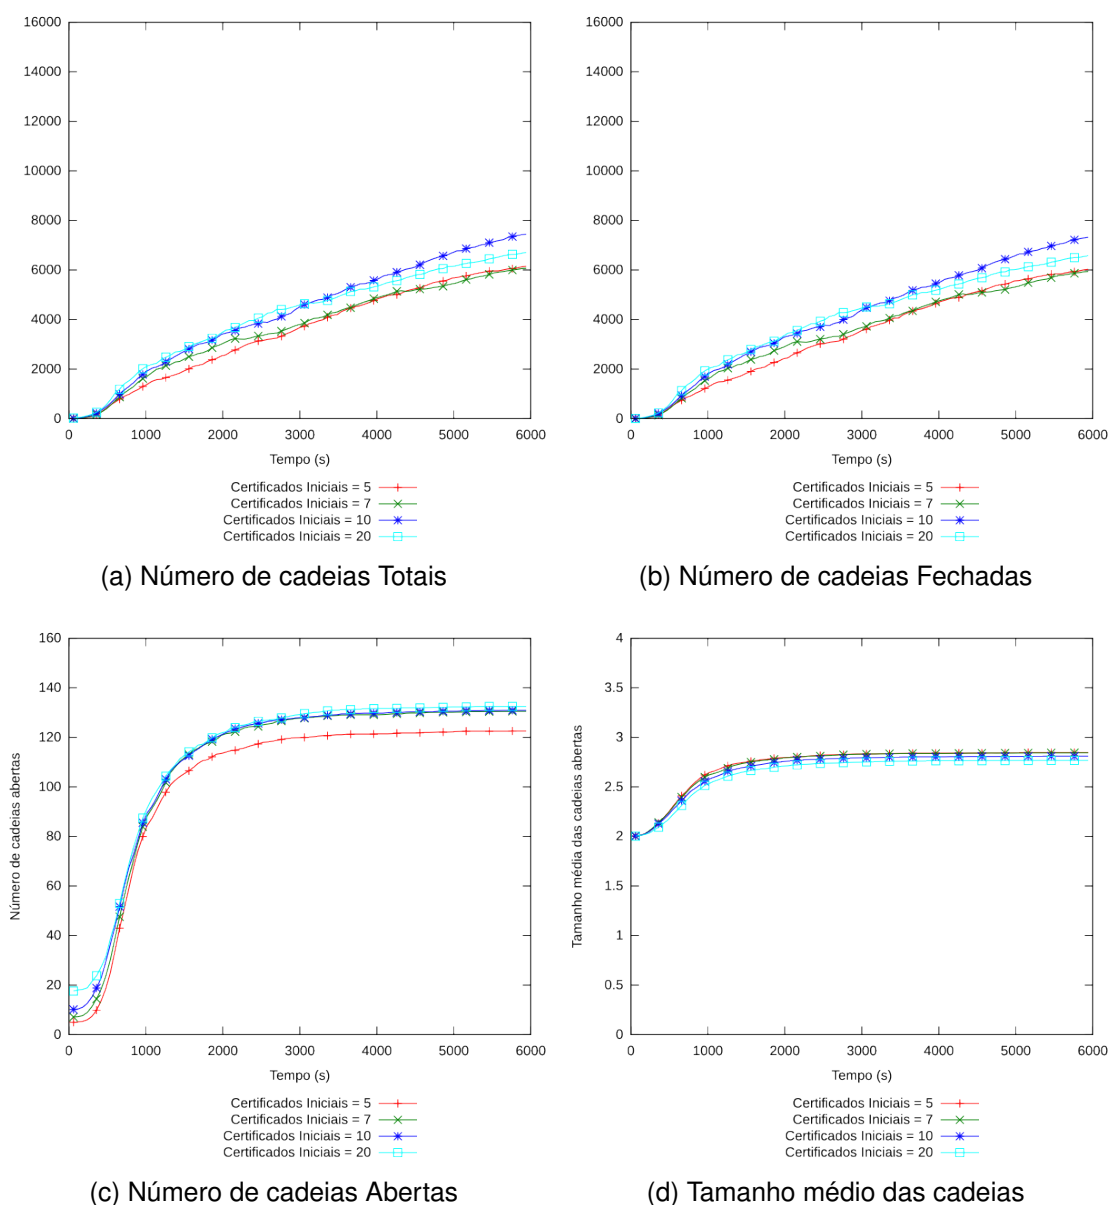 16000
14000
12000
10000
8000
6000
4000
2000
0
0 1000 2000 3000 4000 5000 6000
Tempo (s)
Certificados Iniciais = 5
Certificados Iniciais = 7
Certificados Iniciais = 10
Certificados Iniciais = 20
(a) Número de cadeias Totais
16000
14000
12000
10000
8000
6000
4000
2000
0
0 1000 2000 3000 4000 5000 6000
Tempo (s)
Certificados Iniciais = 5
Certificados Iniciais = 7
Certificados Iniciais = 10
Certificados Iniciais = 20
(b) Número de cadeias Fechadas
Número de cadeias abertas
160
140
120
100
80
60
40
20
0
0 1000 2000 3000 4000 5000 6000
Tempo (s)
Certificados Iniciais = 5
Certificados Iniciais = 7
Certificados Iniciais = 10
Certificados Iniciais = 20
(c) Número de cadeias Abertas
Tamanho média das cadeias abertas
4
3.5
3
2.5
2
1.5
1
0.5
0
0 1000 2000 3000 4000 5000 6000
Tempo (s)
Certificados Iniciais = 5
Certificados Iniciais = 7
Certificados Iniciais = 10
Certificados Iniciais = 20
(d) Tamanho médio das cadeias